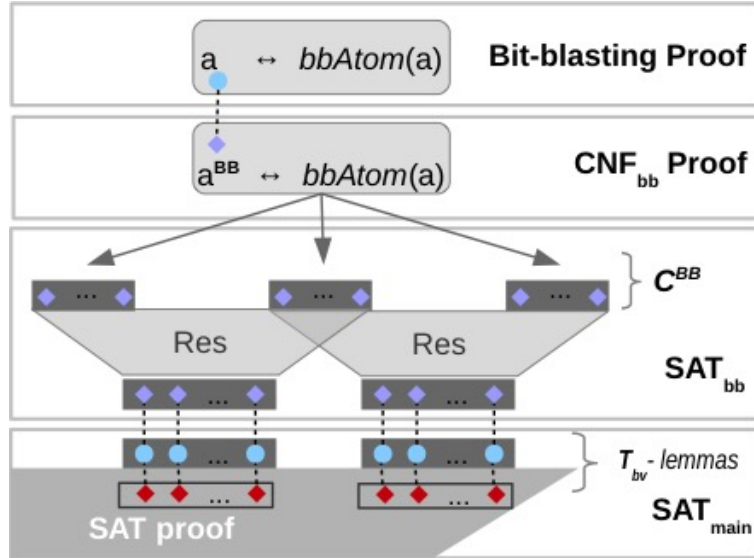 a ↔ bbAtom(a)
Bit-blasting Proof
a^BB ↔ bbAtom(a)
CNF_bb Proof
... ... ...
C^BB
Res Res
SAT_bb
... ...
... ...
T_bv - lemmas
... ...
SAT proof
SAT_main